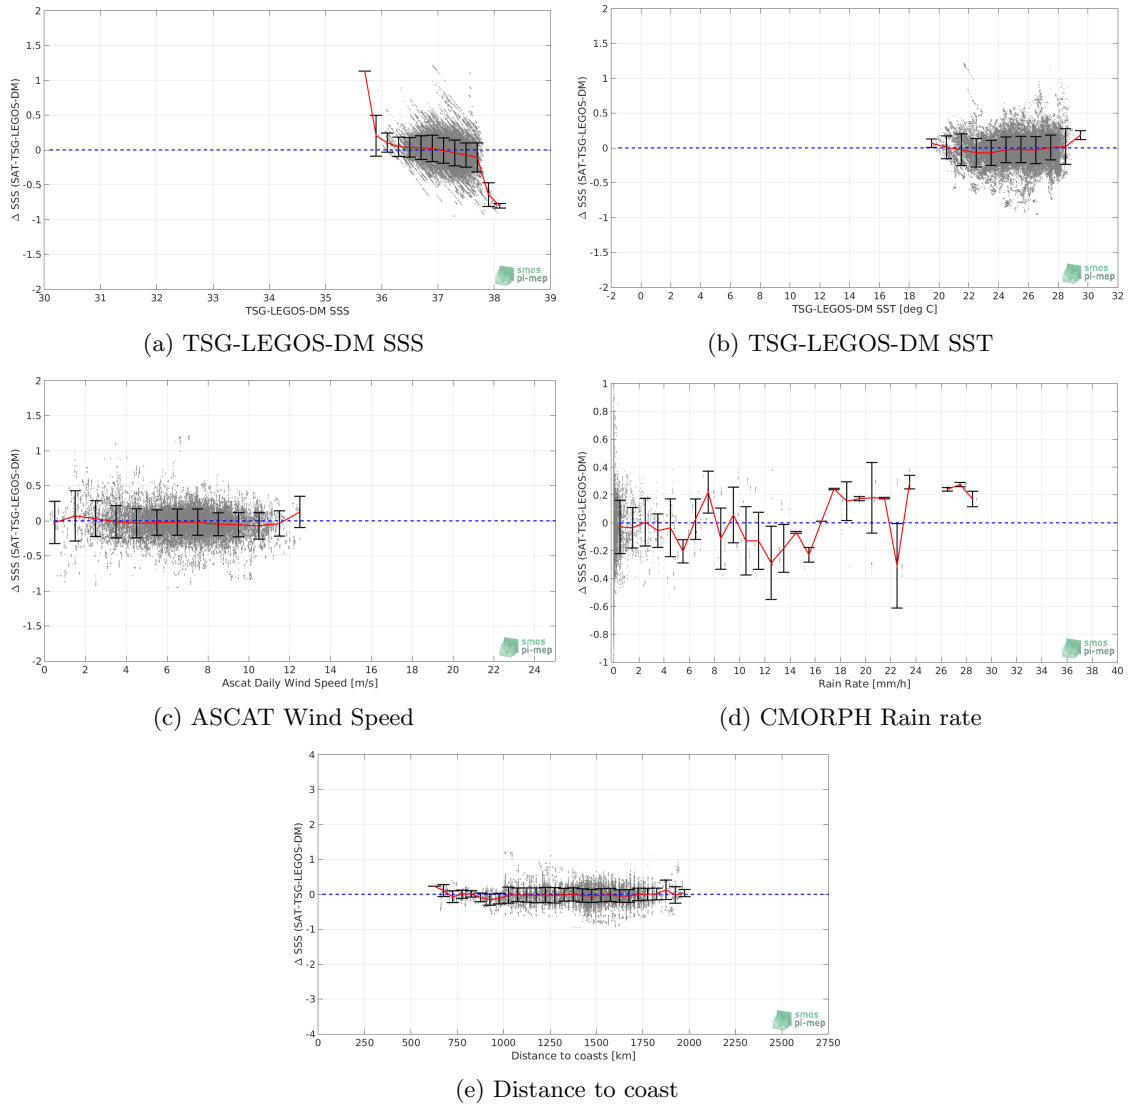 2
1.5
1
0.5
0
-0.5
-1
-1.5
-2
Δ SSS (SAT-TSG-LEGOS-DM)
30 31 32 33 34 35 36 37 38 39
TSG-LEGOS-DM SSS
smos
pi-mep
(a) TSG-LEGOS-DM SSS
2
1.5
1
0.5
0
-0.5
-1
-1.5
-2
Δ SSS (SAT-TSG-LEGOS-DM)
-2 0 2 4 6 8 10 12 14 16 18 20 22 24 26 28 30 32
TSG-LEGOS-DM SST [deg C]
smos
pi-mep
(b) TSG-LEGOS-DM SST
2
1.5
1
0.5
0
-0.5
-1
-1.5
-2
Δ SSS (SAT-TSG-LEGOS-DM)
0 2 4 6 8 10 12 14 16 18 20 22 24
Ascat Daily Wind Speed [m/s]
smos
pi-mep
(c) ASCAT Wind Speed
1
0.8
0.6
0.4
0.2
0
-0.2
-0.4
-0.6
-0.8
-1
Δ SSS (SAT-TSG-LEGOS-DM)
0 2 4 6 8 10 12 14 16 18 20 22 24 26 28 30 32 34 36 38 40
Rain Rate [mm/h]
smos
pi-mep
(d) CMORPH Rain rate
4
3
2
1
0
-1
-2
-3
-4
Δ SSS (SAT-TSG-LEGOS-DM)
0 250 500 750 1000 1250 1500 1750 2000 2250 2500 2750
Distance to coasts [km]
smos
pi-mep
(e) Distance to coast